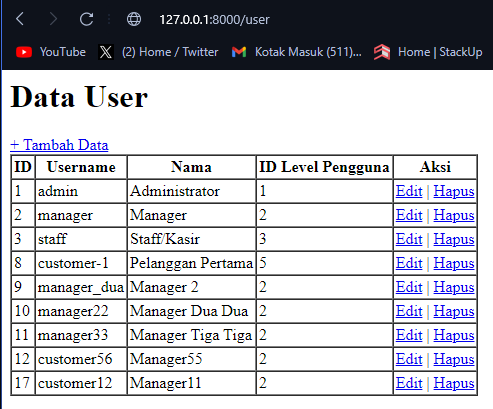 127.0.0.1:8000/user
YouTube (2) Home / Twitter Kotak Masuk (511)... Home | StackUp
Data User
+ Tambah Data
ID Username Nama ID Level Pengguna Aksi
1 admin Administrator 1 Edit | Hapus
2 manager Manager 2 Edit | Hapus
3 staff Staff/Kasir 3 Edit | Hapus
8 customer-1 Pelanggan Pertama 5 Edit | Hapus
9 manager_dua Manager 2 2 Edit | Hapus
10 manager22 Manager Dua Dua 2 Edit | Hapus
11 manager33 Manager Tiga Tiga 2 Edit | Hapus
12 customer56 Manager55 2 Edit | Hapus
17 customer12 Manager11 2 Edit | Hapus